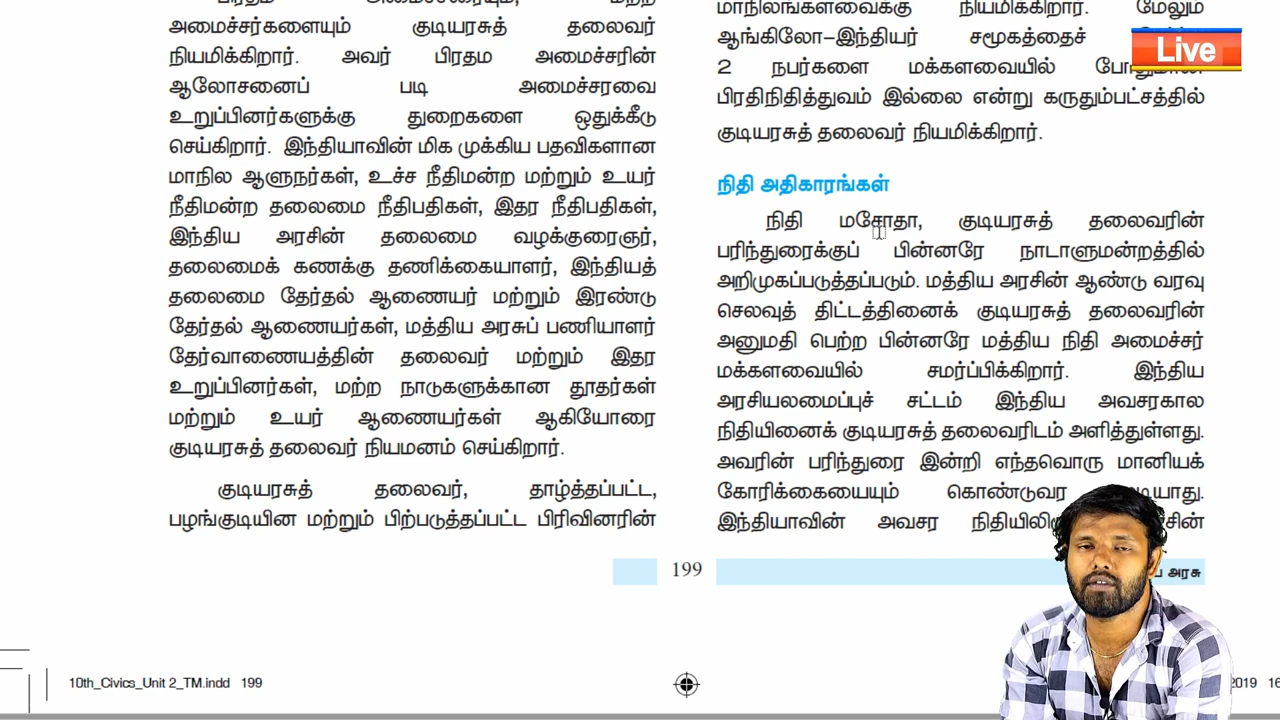 அமைச்சர்களையும் குடியரசுத் தலைவர்
நியமிக்கிறார். அவர் பிரதம அமைச்சரின்
ஆலோசனைப் படி அமைச்சரவை
உறுப்பினர்களுக்கு துறைகளை ஒதுக்கீடு
செய்கிறார். இந்தியாவின் மிக முக்கிய பதவிகளான
மாநில ஆளுநர்கள், உச்ச நீதிமன்ற மற்றும் உயர்
நீதிமன்ற தலைமை நீதிபதிகள், இதர நீதிபதிகள்,
இந்திய அரசின் தலைமை வழக்குரைஞர்,
தலைமைக் கணக்கு தணிக்கையாளர், இந்தியத்
தலைமை தேர்தல் ஆணையர் மற்றும் இரண்டு
தேர்தல் ஆணையர்கள், மத்திய அரசுப் பணியாளர்
தேர்வாணையத்தின் தலைவர் மற்றும் இதர
உறுப்பினர்கள், மற்ற நாடுகளுக்கான தூதர்கள்
மற்றும் உயர் ஆணையர்கள் ஆகியோரை
குடியரசுத் தலைவர் நியமனம் செய்கிறார்.
குடியரசுத் தலைவர், தாழ்த்தப்பட்ட,
பழங்குடியின மற்றும் பிற்படுத்தப்பட்ட பிரிவினரின்
மாநிலங்களவைக்கு நியமிக்கிறார். மேலும்
ஆங்கிலோ-இந்தியர் சமூகத்தைச்
2 நபர்களை மக்களவையில்
பிரதிநிதித்துவம் இல்லை என்று கருதும்பட்சத்தில்
குடியரசுத் தலைவர் நியமிக்கிறார்.
நிதி அதிகாரங்கள்
நிதி மசோதா, குடியரசுத் தலைவரின்
பரிந்துரைக்குப் பின்னரே நாடாளுமன்றத்தில்
அறிமுகப்படுத்தப்படும். மத்திய அரசின் ஆண்டு வரவு
செலவுத் திட்டத்தினைக் குடியரசுத் தலைவரின்
அனுமதி பெற்ற பின்னரே மத்திய நிதி அமைச்சர்
மக்களவையில் சமர்ப்பிக்கிறார். இந்திய
அரசியலமைப்புச் சட்டம் இந்திய அவசரகால
நிதியினைக் குடியரசுத் தலைவரிடம் அளித்துள்ளது.
அவரின் பரிந்துரை இன்றி எந்தவொரு மானியக்
கோரிக்கையையும் கொண்டுவர
இந்தியாவின் அவசர
Live
199
அரசு
10th_Civics_Unit 2_TM.indd 199
2019